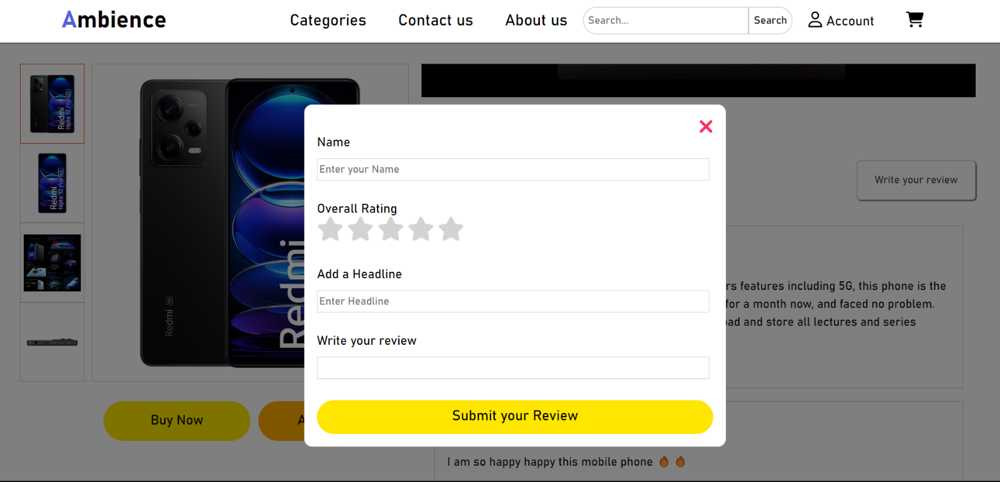 Ambience
Categories
Contact us
About us
Search...
Search
Account
Redmi
Note 12 Pro 5G
Redmi
Note 12 Pro 5G
Redmi 5G
Redmi
Buy Now
A
Write your review
rs features including 5G, this phone is the
for a month now, and faced no problem.
ad and store all lectures and series
I am so happy happy this mobile phone 🔥 🔥
Name
Enter your Name
Overall Rating
Add a Headline
Enter Headline
Write your review
Submit your Review